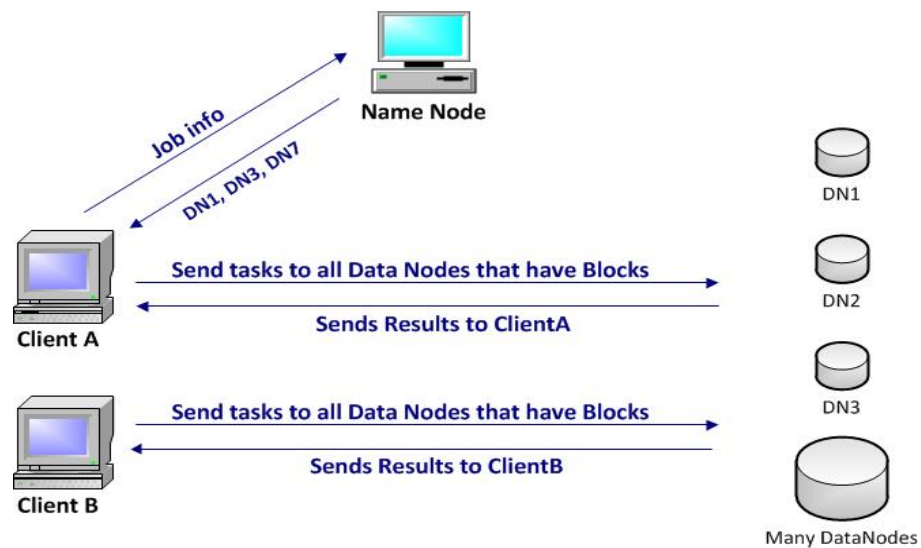 Name Node
Job info
DN1, DN3, DN7
DN1
Send tasks to all Data Nodes that have Blocks
DN2
Sends Results to ClientA
Client A
DN3
Send tasks to all Data Nodes that have Blocks
Sends Results to ClientB
Client B
Many DataNodes